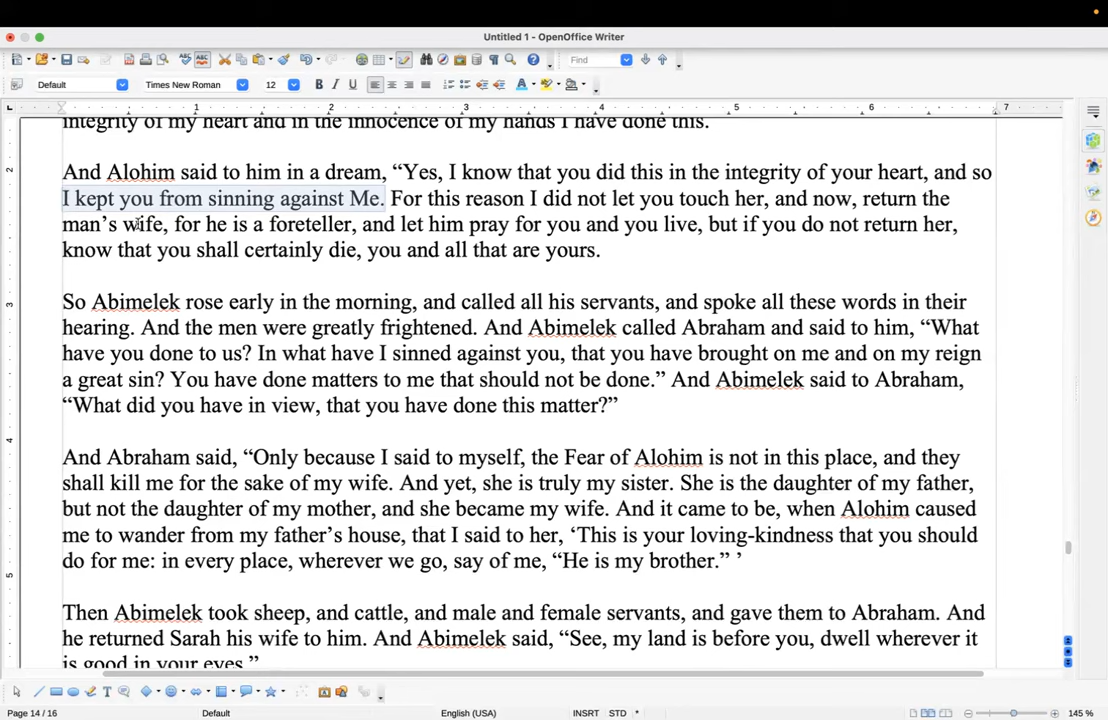 Untitled 1 - OpenOffice Writer
Find
Default
Times New Roman
12
B I U
1 2 3 4 5 6 7
integrity of my heart and in the innocence of my hands I have done this.
And Alohim said to him in a dream, “Yes, I know that you did this in the integrity of your heart, and so
I kept you from sinning against Me. For this reason I did not let you touch her, and now, return the
man’s wife, for he is a foreteller, and let him pray for you and you live, but if you do not return her,
know that you shall certainly die, you and all that are yours.
So Abimelek rose early in the morning, and called all his servants, and spoke all these words in their
hearing. And the men were greatly frightened. And Abimelek called Abraham and said to him, “What
have you done to us? In what have I sinned against you, that you have brought on me and on my reign
a great sin? You have done matters to me that should not be done.” And Abimelek said to Abraham,
“What did you have in view, that you have done this matter?”
And Abraham said, “Only because I said to myself, the Fear of Alohim is not in this place, and they
shall kill me for the sake of my wife. And yet, she is truly my sister. She is the daughter of my father,
but not the daughter of my mother, and she became my wife. And it came to be, when Alohim caused
me to wander from my father’s house, that I said to her, ‘This is your loving-kindness that you should
do for me: in every place, wherever we go, say of me, “He is my brother.” ’
Then Abimelek took sheep, and cattle, and male and female servants, and gave them to Abraham. And
he returned Sarah his wife to him. And Abimelek said, “See, my land is before you, dwell wherever it
is good in your eyes.”
2
3
4
5
Page 14 / 16
Default
English (USA)
INSRT
STD
*
145 %